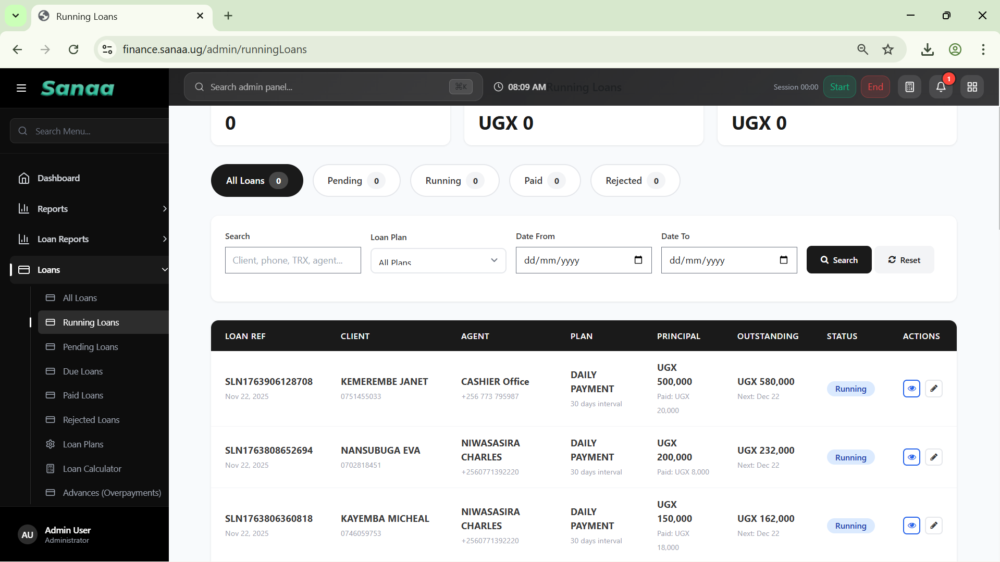 Running Loans
finance.sanaa.ug/admin/runningLoans
Sanaa
Search admin panel...
⌘K
08:09 AM
Running Loans
Session 00:00
Start
End
1
Search Menu...
Dashboard
Reports
Loan Reports
Loans
All Loans
Running Loans
Pending Loans
Due Loans
Paid Loans
Rejected Loans
Loan Plans
Loan Calculator
Advances (Overpayments)
AU
Admin User
Administrator
0
UGX 0
UGX 0
All Loans 0
Pending 0
Running 0
Paid 0
Rejected 0
Search
Client, phone, TRX, agent...
Loan Plan
All Plans
Date From
dd/mm/yyyy
Date To
dd/mm/yyyy
Search
Reset
LOAN REF CLIENT AGENT PLAN PRINCIPAL OUTSTANDING STATUS ACTIONS
SLN1763906128708
Nov 22, 2025
KEMEREMBE JANET
0751455033
CASHIER Office
+256 773 795987
DAILY
PAYMENT
30 days interval
UGX
500,000
Paid: UGX
20,000
UGX 580,000
Next: Dec 22
Running
SLN1763808652694
Nov 22, 2025
NANSUBUGA EVA
0702818451
NIWASASIRA
CHARLES
+2560771392220
DAILY
PAYMENT
30 days interval
UGX
200,000
Paid: UGX 8,000
UGX 232,000
Next: Dec 22
Running
SLN1763806360818
Nov 22, 2025
KAYEMBA MICHEAL
0746059753
NIWASASIRA
CHARLES
+2560771392220
DAILY
PAYMENT
30 days interval
UGX
150,000
Paid: UGX
18,000
UGX 162,000
Next: Dec 22
Running